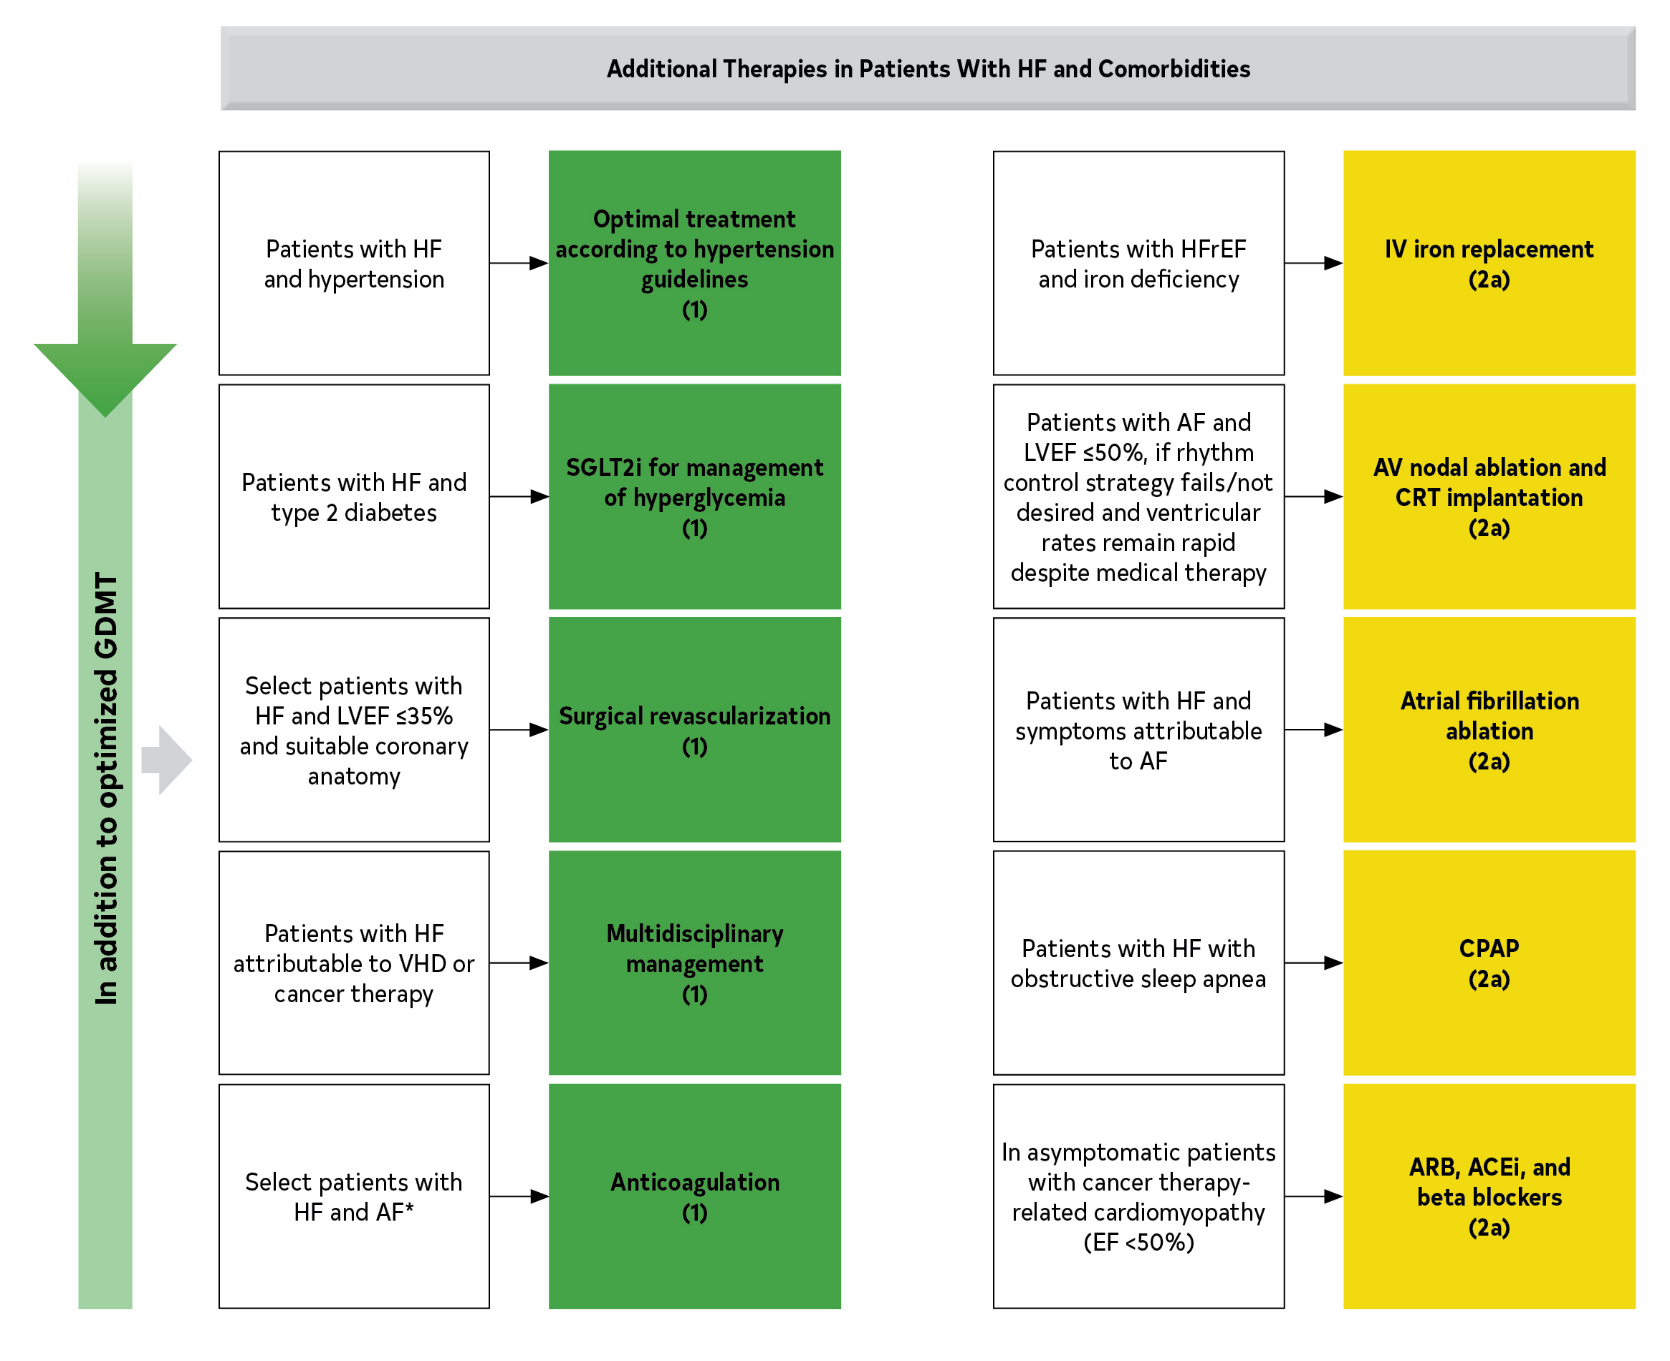 Additional Therapies in Patients With HF and Comorbidities
In addition to optimized GDMT
Patients with HF
and hypertension
Optimal treatment
according to hypertension
guidelines
(1)
Patients with HFrEF
and iron deficiency
IV iron replacement
(2a)
Patients with HF and
type 2 diabetes
SGLT2i for management
of hyperglycemia
(1)
Patients with AF and
LVEF ≤50%, if rhythm
control strategy fails/not
desired and ventricular
rates remain rapid
despite medical therapy
AV nodal ablation and
CRT implantation
(2a)
Select patients with
HF and LVEF ≤35%
and suitable coronary
anatomy
Surgical revascularization
(1)
Patients with HF and
symptoms attributable
to AF
Atrial fibrillation
ablation
(2a)
Patients with HF
attributable to VHD or
cancer therapy
Multidisciplinary
management
(1)
Patients with HF with
obstructive sleep apnea
CPAP
(2a)
Select patients with
HF and AF*
Anticoagulation
(1)
In asymptomatic patients
with cancer therapy-
related cardiomyopathy
(EF <50%)
ARB, ACEi, and
beta blockers
(2a)